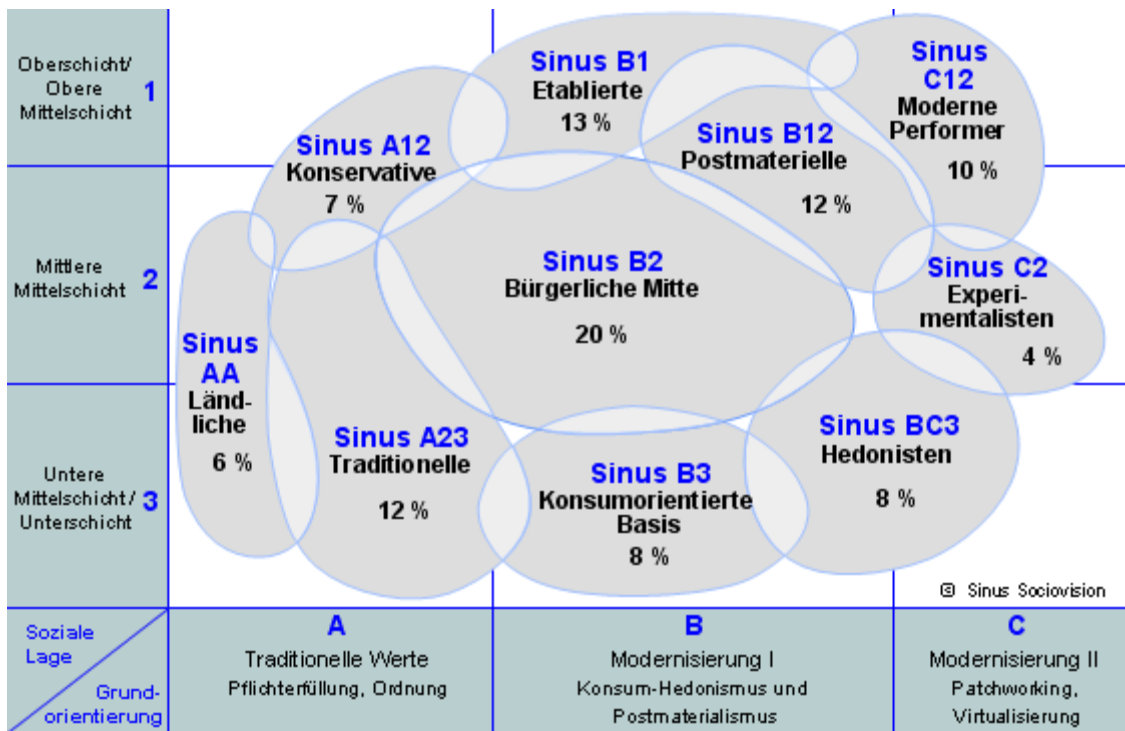 Oberschicht/
Obere
Mittelschicht
1
Mittlere
Mittelschicht
2
Untere
Mittelschicht /
Unterschicht
3
Sinus B1
Etablierte
13 %
Sinus
C12
Moderne
Performer
10 %
Sinus A12
Konservative
7 %
Sinus B12
Postmaterielle
12 %
Sinus B2
Bürgerliche Mitte
20 %
Sinus C2
Experi-
mentalisten
4 %
Sinus
AA
Länd-
liche
6 %
Sinus A23
Traditionelle
12 %
Sinus B3
Konsumorientierte
Basis
8 %
Sinus BC3
Hedonisten
8 %
© Sinus Sociovision
Soziale
Lage
Grund-
orientierung
A
Traditionelle Werte
Pflichterfüllung, Ordnung
B
Modernisierung I
Konsum-Hedonismus und
Postmaterialismus
C
Modernisierung II
Patchworking,
Virtualisierung